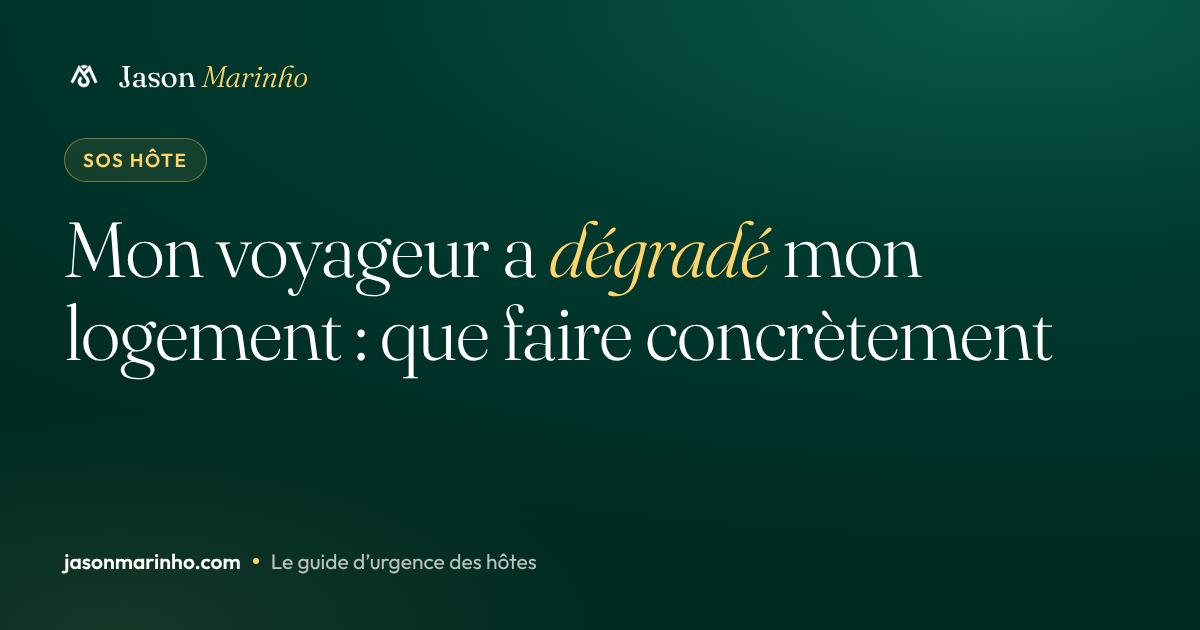 Jason Marinho
SOS HÔTE
Mon voyageur a dégradé mon
logement : que faire concrètement
jasonmarinho.com • Le guide d’urgence des hôtes